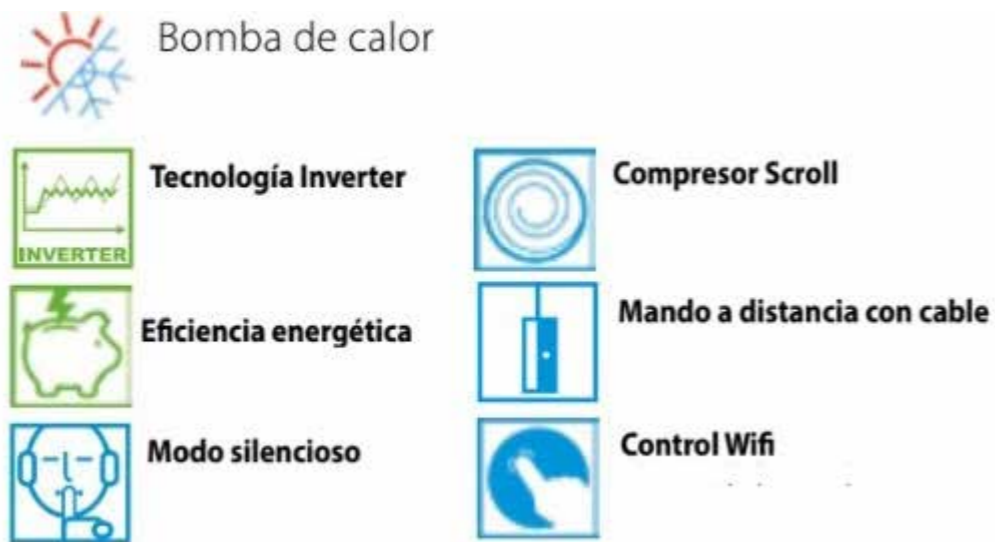 Bomba de calor
Tecnología Inverter
INVERTER
Compresor Scroll
Eficiencia energética
Mando a distancia con cable
Modo silencioso
Control Wifi